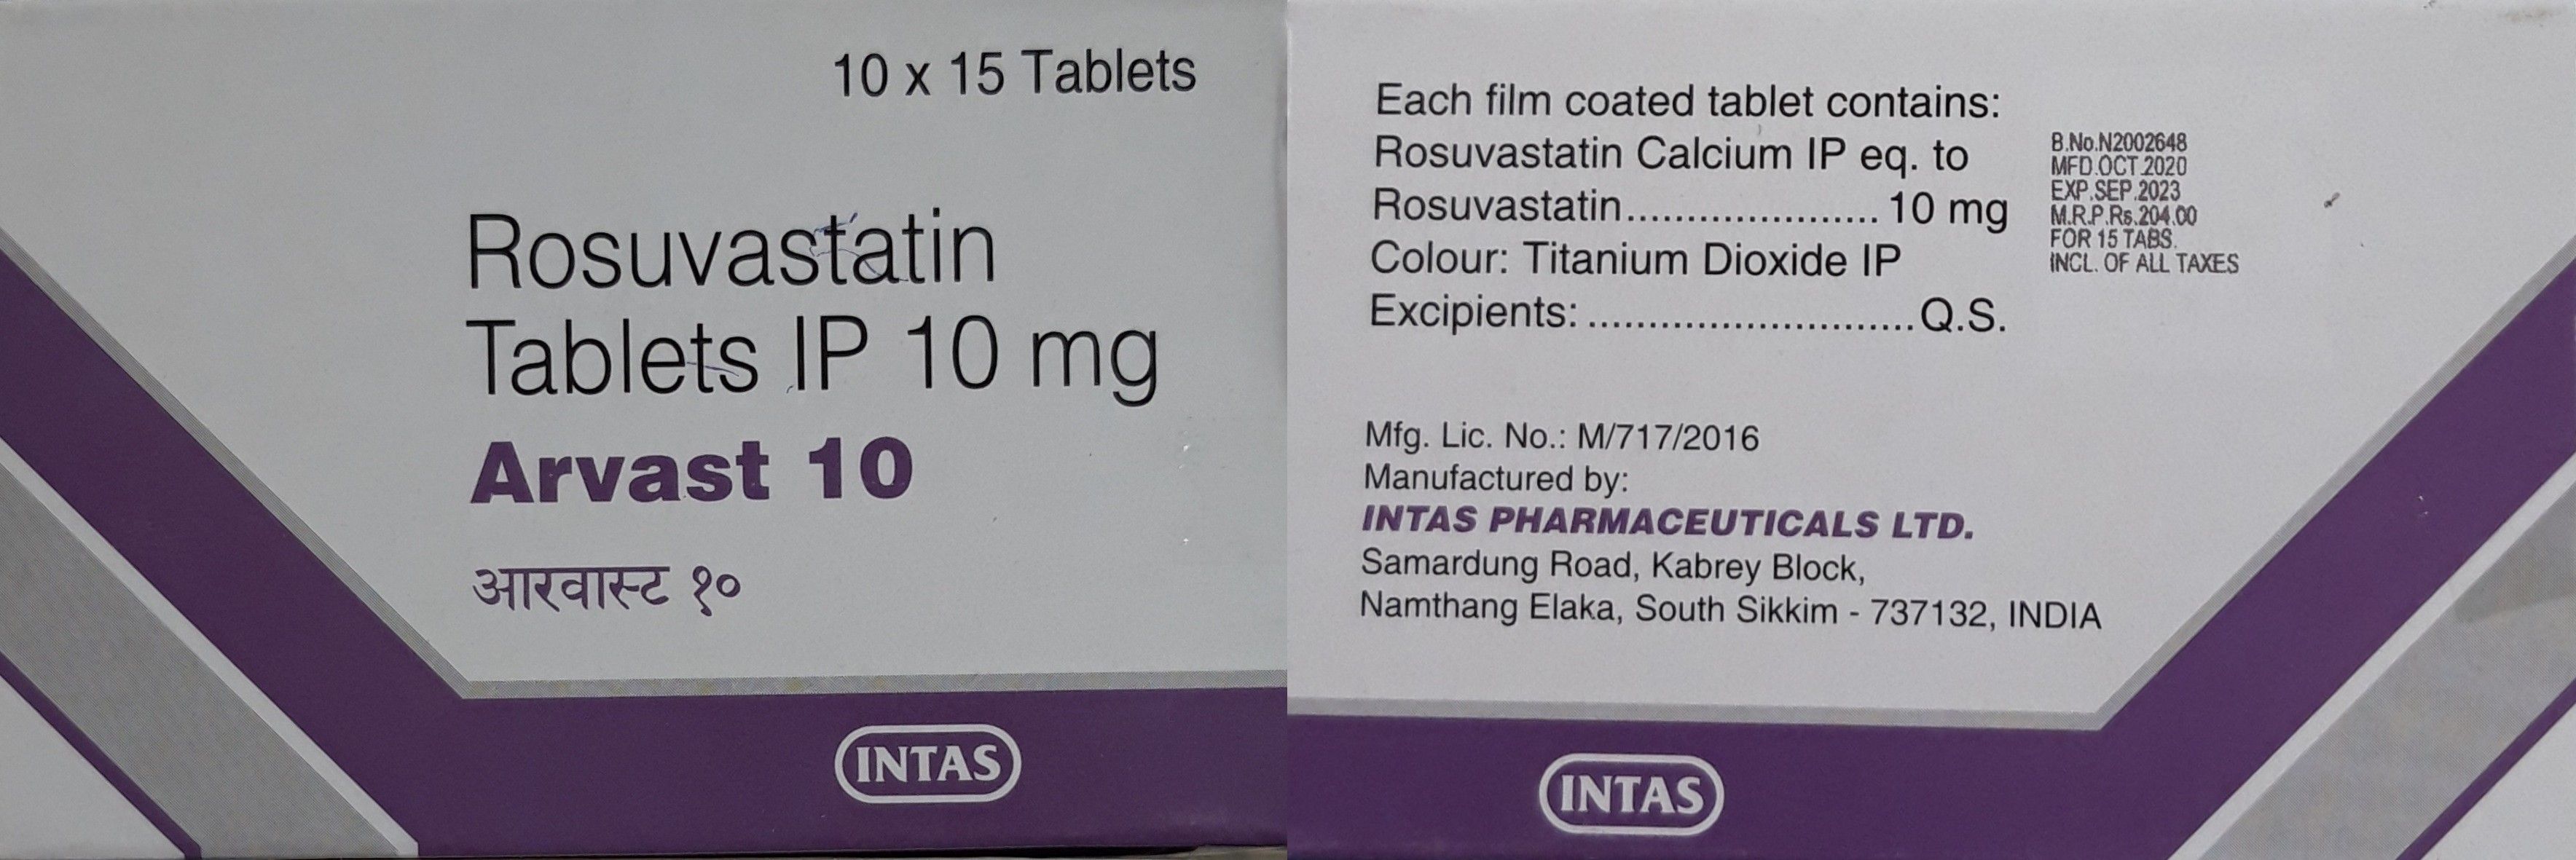 10 x 15 Tablets
Rosuvastatin
Tablets IP 10 mg
Arvast 10
आरवास्ट १०
INTAS
Each film coated tablet contains:
Rosuvastatin Calcium IP eq. to
Rosuvastatin..................... 10 mg
Colour: Titanium Dioxide IP
Excipients: ...........................Q.S.
B.No.N2002648
MFD.OCT.2020
EXP.SEP.2023
M.R.P.Rs.204.00
FOR 15 TABS.
INCL. OF ALL TAXES
Mfg. Lic. No.: M/717/2016
Manufactured by:
INTAS PHARMACEUTICALS LTD.
Samardung Road, Kabrey Block,
Namthang Elaka, South Sikkim - 737132, INDIA
INTAS